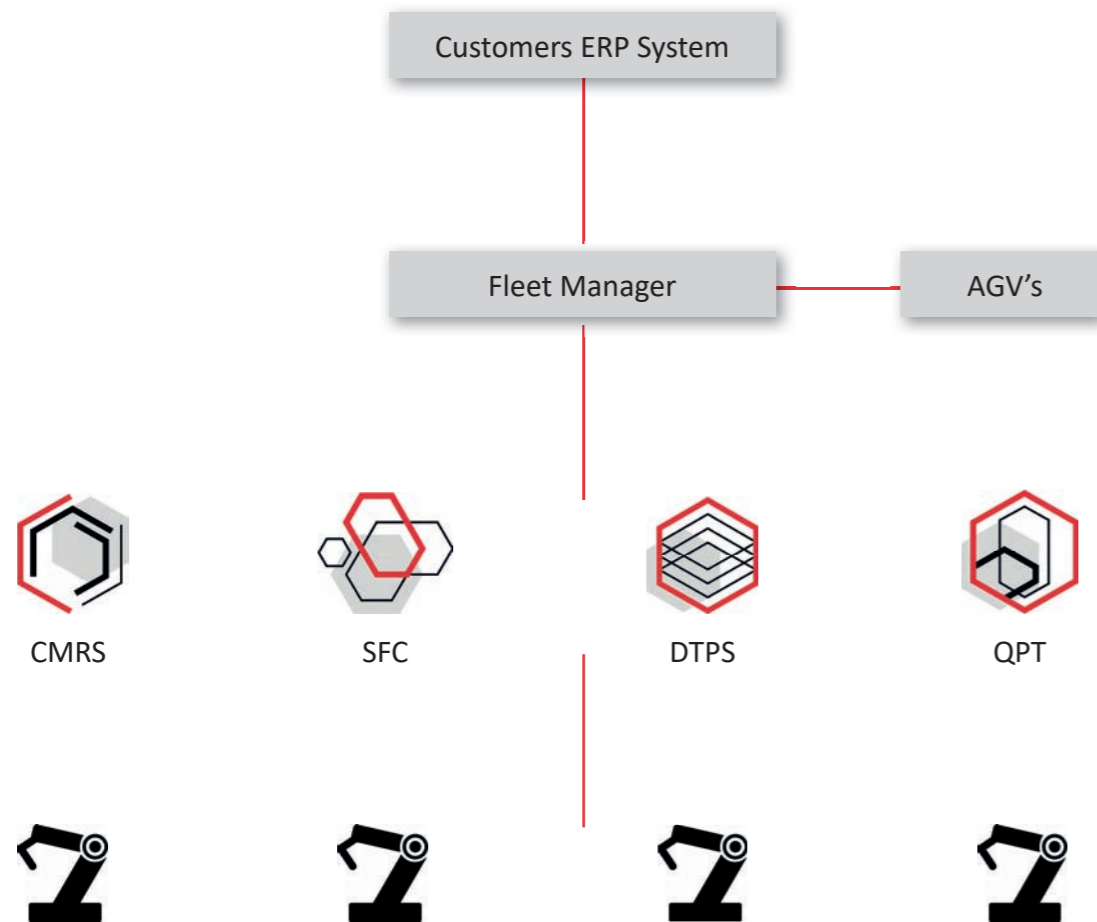 Customers ERP System
Fleet Manager
AGV’s
CMRS
SFC
DTPS
QPT